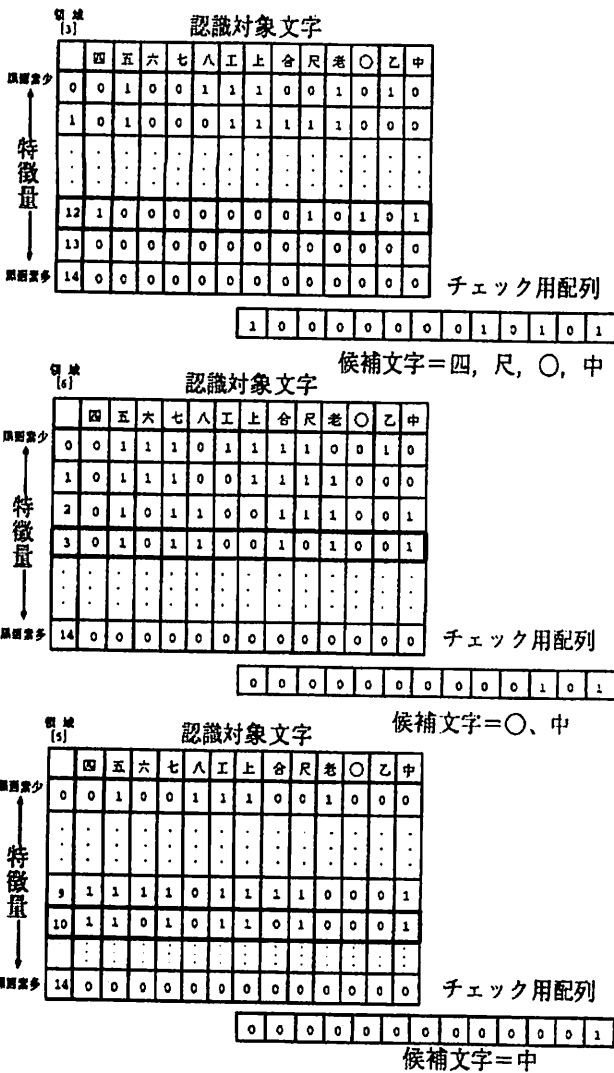 領域
[3]
認識対象文字
四 五 六 七 八 工 上 合 尺 老 〇 乙 中
黒画素少
0 0 1 0 0 1 1 1 0 0 1 0 1 0
1 0 1 0 0 0 1 1 1 1 1 0 0 0
特徴量
12 1 0 0 0 0 0 0 0 1 0 1 0 1
13 0 0 0 0 0 0 0 0 0 0 0 0 0
黒画素多
14 0 0 0 0 0 0 0 0 0 0 0 0 0
チェック用配列
1 0 0 0 0 0 0 0 1 0 1 0 1
候補文字=四, 尺, 〇, 中
領域
[6]
認識対象文字
四 五 六 七 八 工 上 合 尺 老 〇 乙 中
黒画素少
0 0 1 1 1 0 1 1 1 1 0 0 1 0
1 0 1 1 1 0 0 1 1 1 1 0 0 0
2 0 1 0 1 1 0 0 1 1 1 0 0 1
特徴量
3 0 1 0 1 1 0 0 1 0 1 0 0 1
黒画素多
14 0 0 0 0 0 0 0 0 0 0 0 0 0
チェック用配列
0 0 0 0 0 0 0 0 0 0 1 0 1
候補文字=〇、中
領域
[5]
認識対象文字
四 五 六 七 八 工 上 合 尺 老 〇 乙 中
黒画素少
0 0 1 0 0 1 1 1 0 0 1 0 0 0
特徴量
9 1 1 1 1 0 1 1 1 1 0 0 0 1
10 1 1 0 1 0 1 1 0 1 0 0 0 1
黒画素多
14 0 0 0 0 0 0 0 0 0 0 0 0 0
チェック用配列
0 0 0 0 0 0 0 0 0 0 0 0 1
候補文字=中